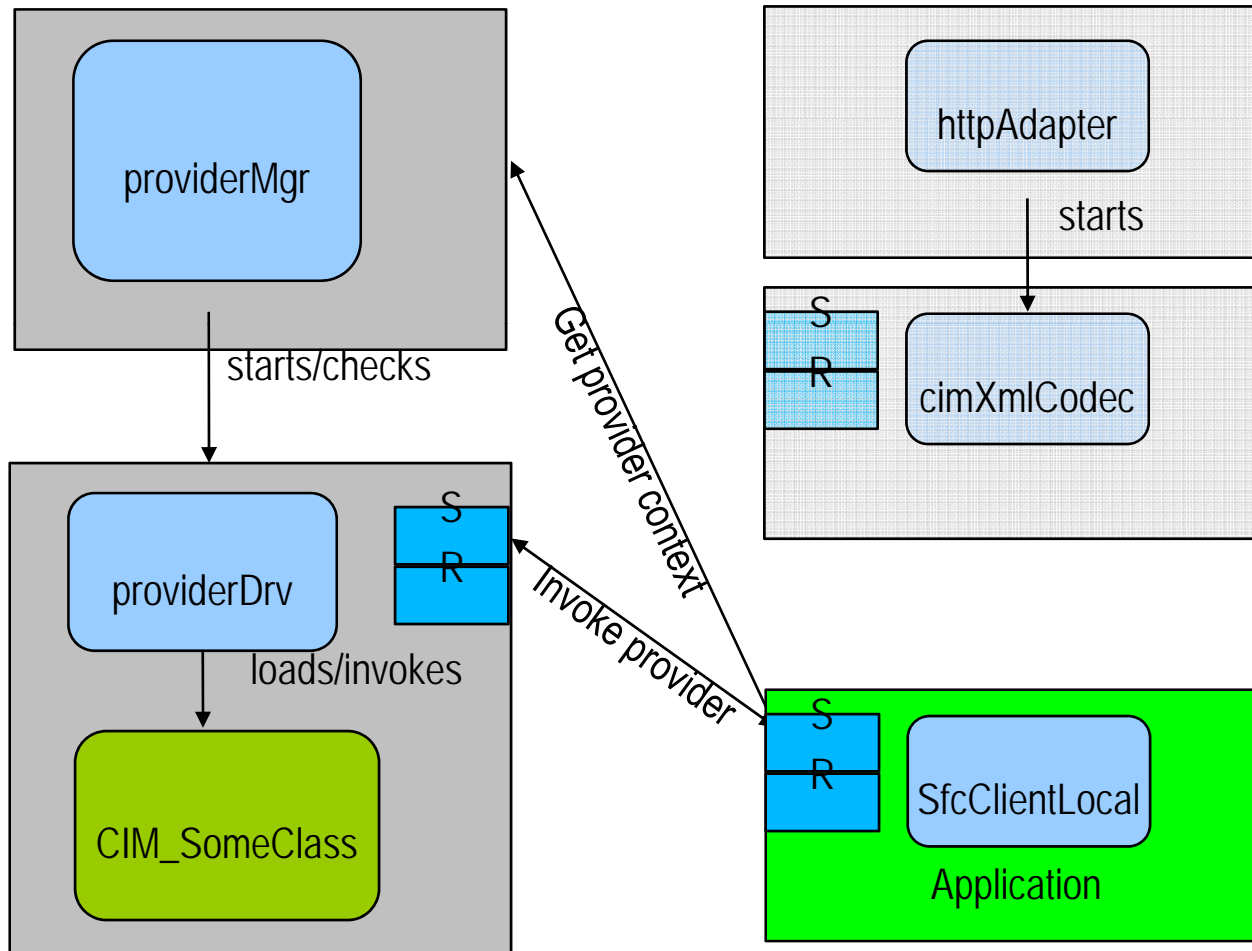 providerMgr
httpAdapter
starts
starts/checks
S
R
cimXmlCodec
Get provider context
providerDrv
S
R
loads/invokes
Invoke provider
CIM_SomeClass
S
R
SfcClientLocal
Application